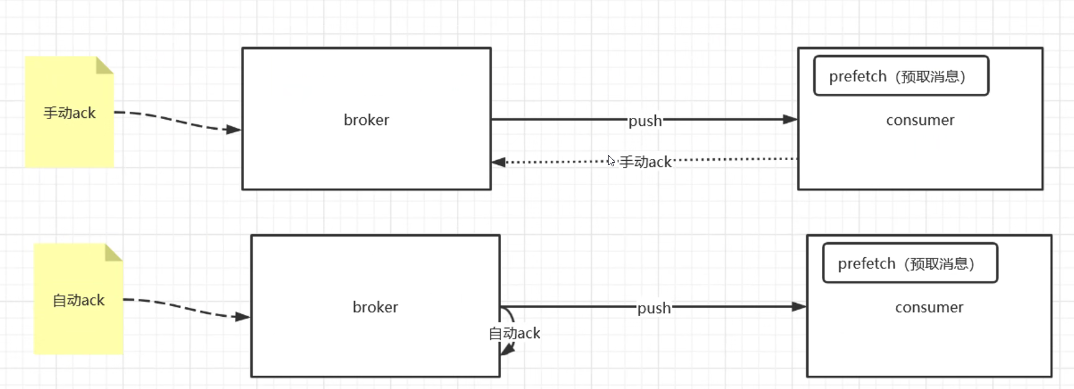 手动ack
broker
push
手动ack
prefetch（预取消息）
consumer
自动ack
broker
push
自动ack
prefetch（预取消息）
consumer